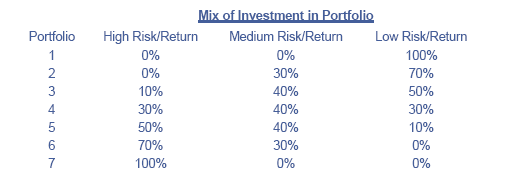 Mix of Investment in Portfolio
Portfolio High Risk/Return Medium Risk/Return Low Risk/Return
1 0% 0% 100%
2 0% 30% 70%
3 10% 40% 50%
4 30% 40% 30%
5 50% 40% 10%
6 70% 30% 0%
7 100% 0% 0%